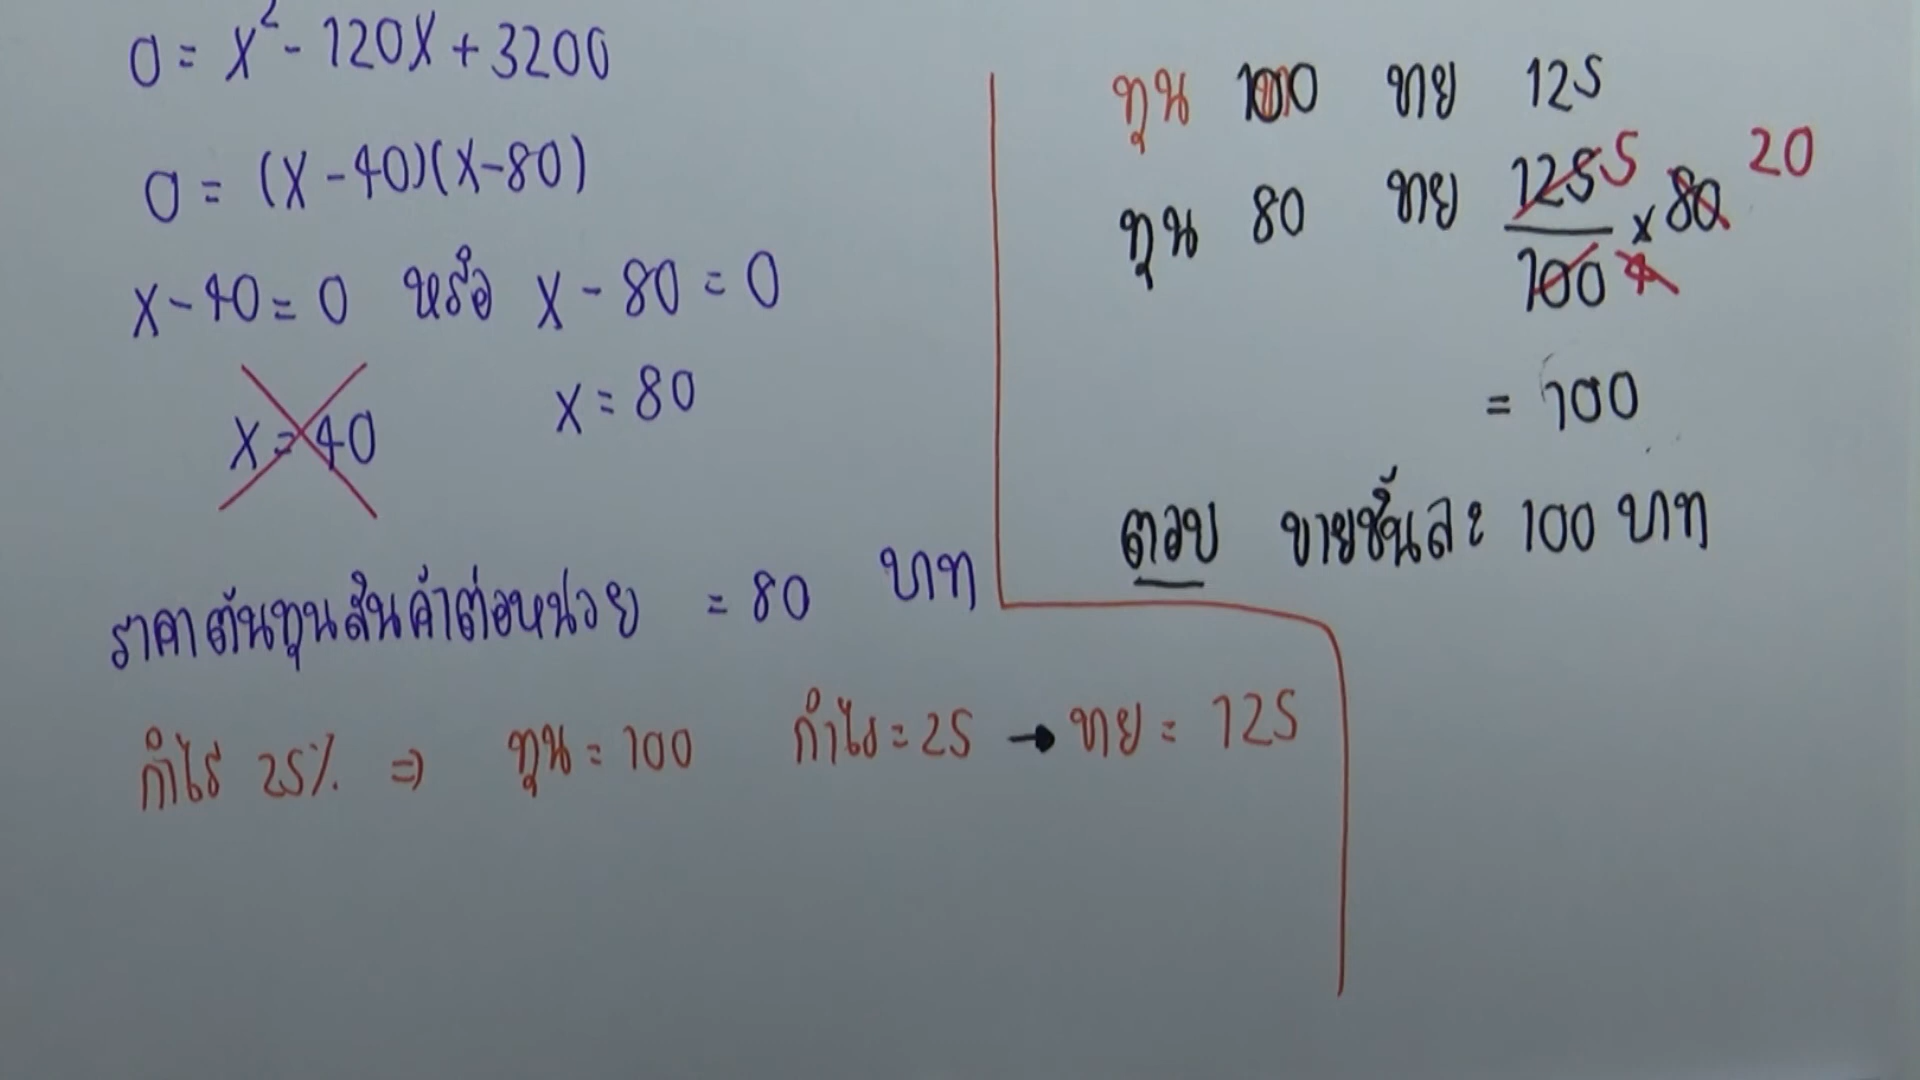 0 = x² - 120x + 3200
0 = (x - 40)(x - 80)
x - 40 = 0 หรือ x - 80 = 0
x = 40 x = 80
ราคาต้นทุนสินค้าต่อหน่วย = 80 บาท
กำไร 25% ⇒ ทุน = 100 กำไร = 25 → ขาย = 125
ทุน 100 ขาย 125
ทุน 80 ขาย 125/100 × 80
5 20
4
= 100
ตอบ ขายชิ้นละ 100 บาท